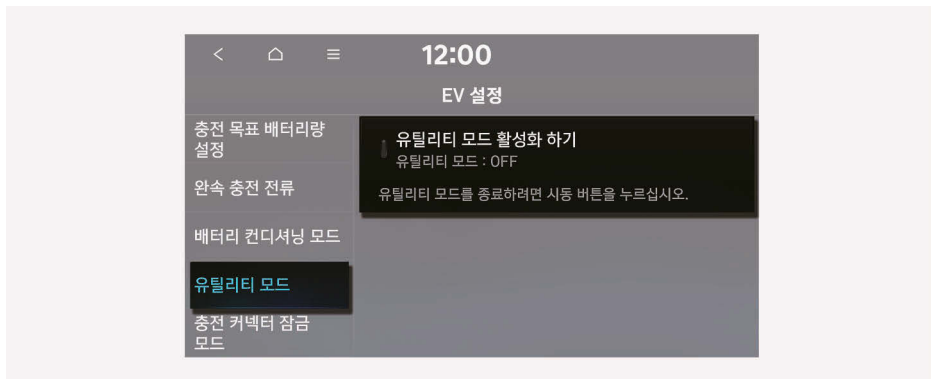 12:00
EV 설정
충전 목표 배터리량
설정
완속 충전 전류
배터리 컨디셔닝 모드
유틸리티 모드
충전 커넥터 잠금
모드
유틸리티 모드 활성화 하기
유틸리티 모드 : OFF
유틸리티 모드를 종료하려면 시동 버튼을 누르십시오.